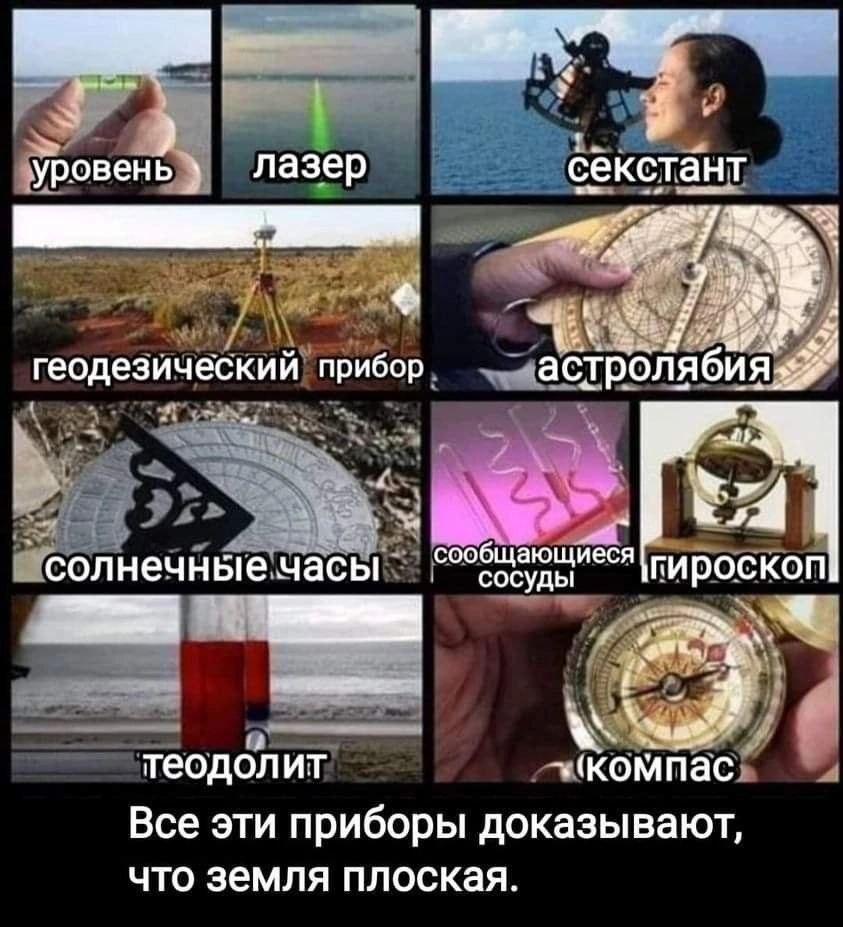 уровень
лазер
секстант
геодезический прибор
астролябия
солнечные часы
сообщающиеся
сосуды
гироскоп
теодолит
компас
Все эти приборы доказывают,
что земля плоская.